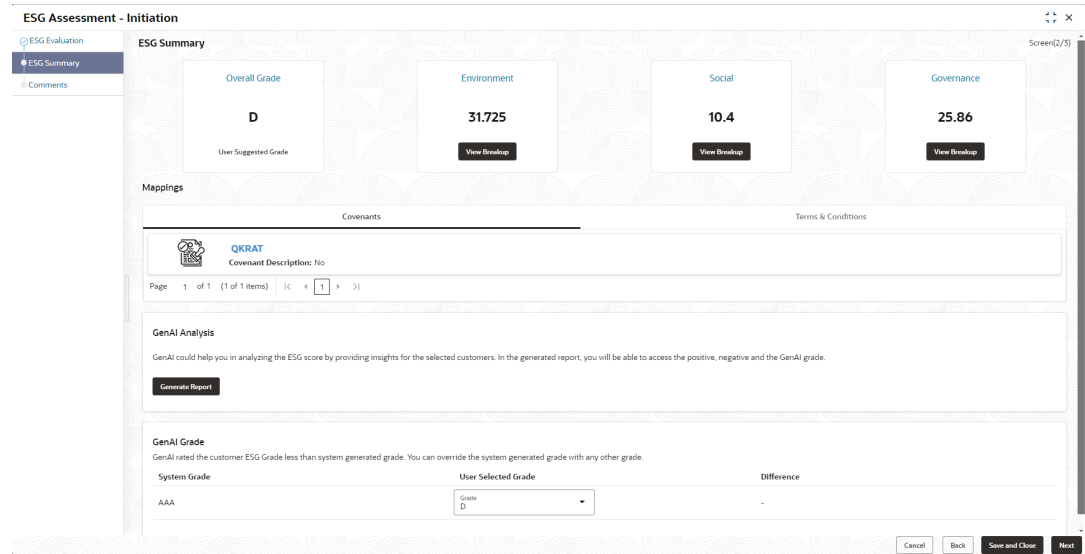 ESG Assessment - Initiation
ESG Evaluation
ESG Summary
Comments
ESG Summary
Screen(2/3)
Overall Grade
D
User Suggested Grade
Environment
31.725
View Breakup
Social
10.4
View Breakup
Governance
25.86
View Breakup
Mappings
Covenants
Terms & Conditions
QKRAT
Covenant Description: No
Page 1 of 1 (1 of 1 items) 1
GenAI Analysis
GenAI could help you in analyzing the ESG score by providing insights for the selected customers. In the generated report, you will be able to access the positive, negative and the GenAI grade.
Generate Report
GenAI Grade
GenAI rated the customer ESG Grade less than system generated grade. You can override the system generated grade with any other grade.
System Grade User Selected Grade Difference
AAA
Grade
D
-
Cancel Back Save and Close Next